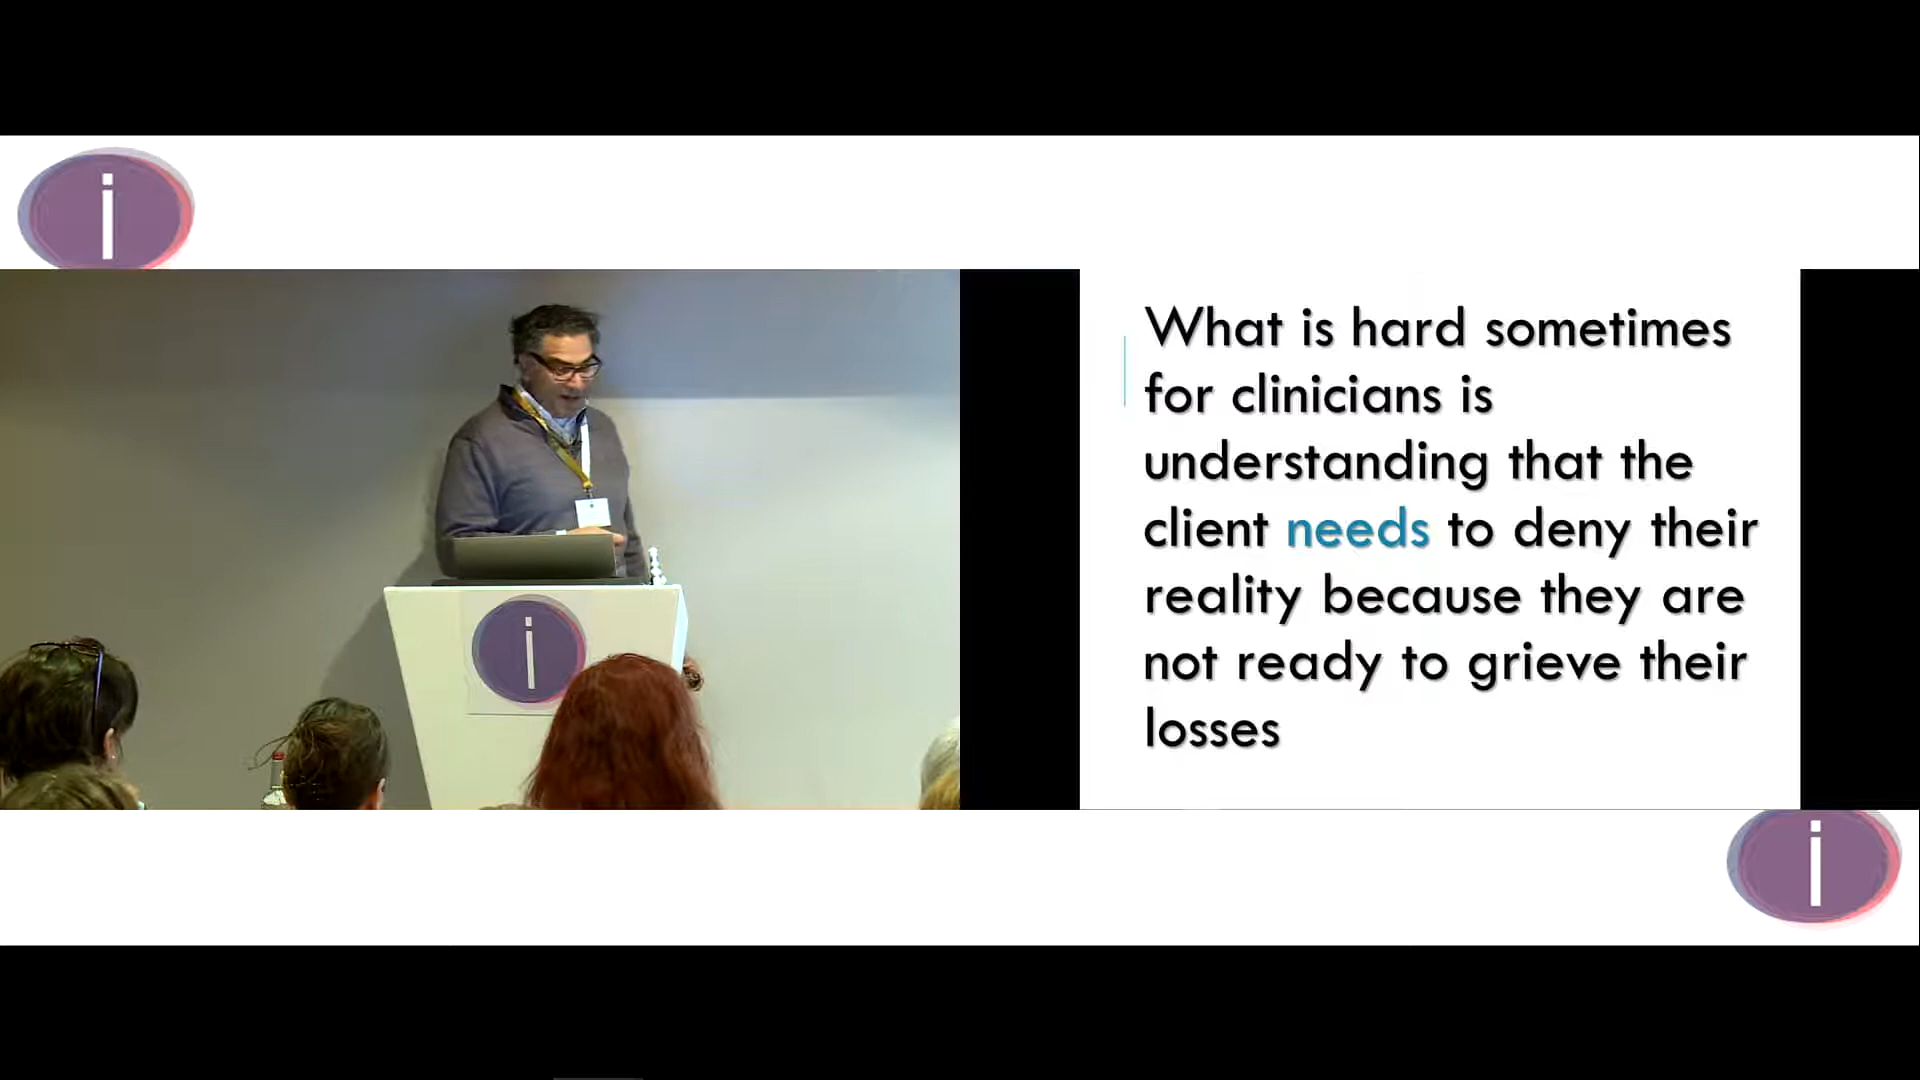 i
What is hard sometimes
for clinicians is
understanding that the
client needs to deny their
reality because they are
not ready to grieve their
losses
i
i